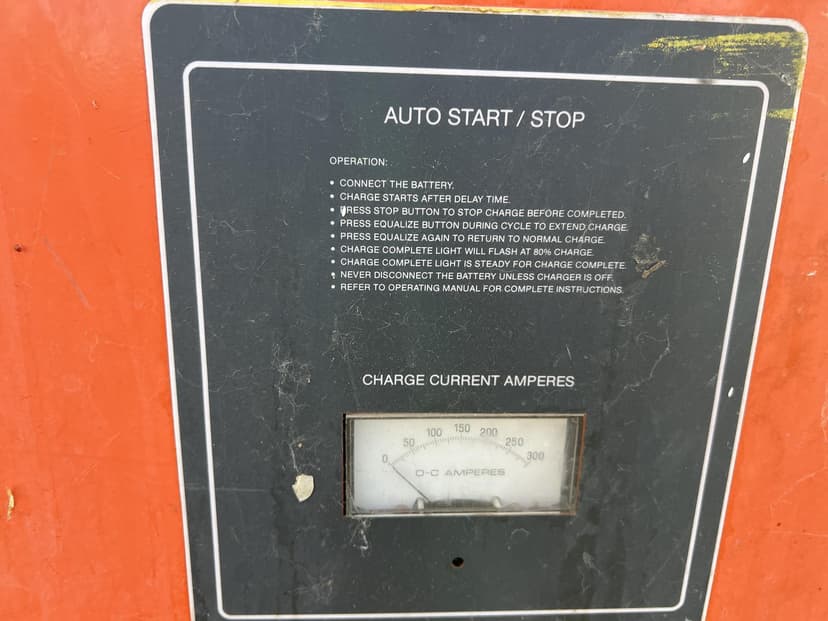 AUTO START / STOP
OPERATION:
• CONNECT THE BATTERY.
• CHARGE STARTS AFTER DELAY TIME.
• PRESS STOP BUTTON TO STOP CHARGE BEFORE COMPLETED.
• PRESS EQUALIZE BUTTON DURING CYCLE TO EXTEND CHARGE.
• PRESS EQUALIZE AGAIN TO RETURN TO NORMAL CHARGE.
• CHARGE COMPLETE LIGHT WILL FLASH AT 80% CHARGE.
• CHARGE COMPLETE LIGHT IS STEADY FOR CHARGE COMPLETE.
• NEVER DISCONNECT THE BATTERY UNLESS CHARGER IS OFF.
• REFER TO OPERATING MANUAL FOR COMPLETE INSTRUCTIONS.
CHARGE CURRENT AMPERES
0 50 100 150 200 250 300
D-C AMPERES